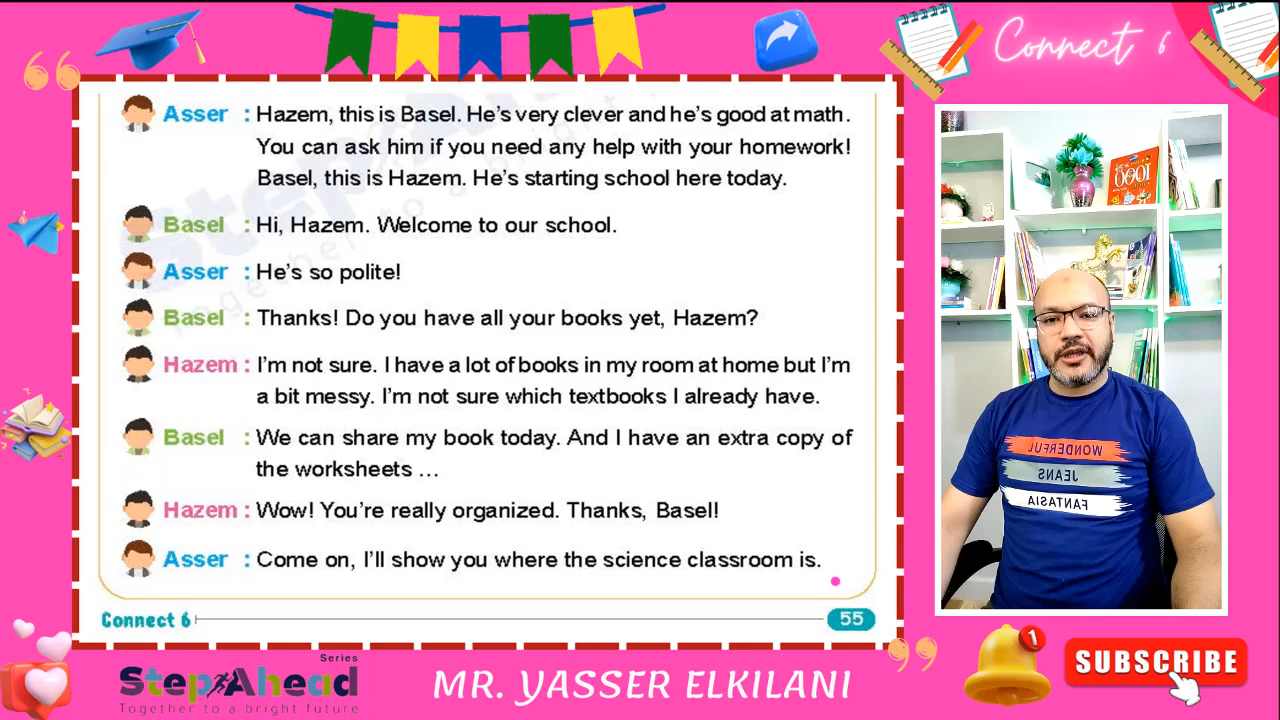 Connect 6
Asser : Hazem, this is Basel. He's very clever and he's good at math.
You can ask him if you need any help with your homework!
Basel, this is Hazem. He's starting school here today.
Basel : Hi, Hazem. Welcome to our school.
Asser : He's so polite!
Basel : Thanks! Do you have all your books yet, Hazem?
Hazem : I'm not sure. I have a lot of books in my room at home but I'm
a bit messy. I'm not sure which textbooks I already have.
Basel : We can share my book today. And I have an extra copy of
the worksheets ...
Hazem : Wow! You're really organized. Thanks, Basel!
Asser : Come on, I'll show you where the science classroom is.
Connect 6
55
WONDERFUL
JEANS
FANTASIA
Series
StepAhead
Together to a bright future
MR. YASSER ELKILANI
1
SUBSCRIBE